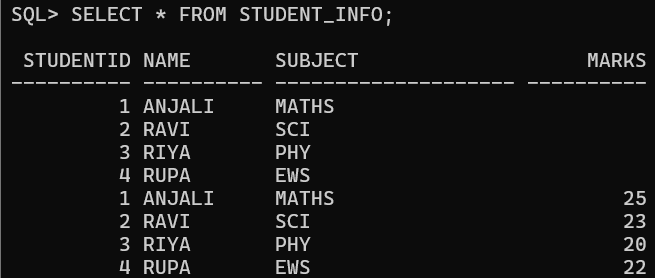 SQL> SELECT * FROM STUDENT_INFO;
 STUDENTID NAME       SUBJECT                   MARKS
---------- ---------- -------------------- ----------
         1 ANJALI     MATHS
         2 RAVI       SCI
         3 RIYA       PHY
         4 RUPA       EWS
         1 ANJALI     MATHS                        25
         2 RAVI       SCI                          23
         3 RIYA       PHY                          20
         4 RUPA       EWS                          22